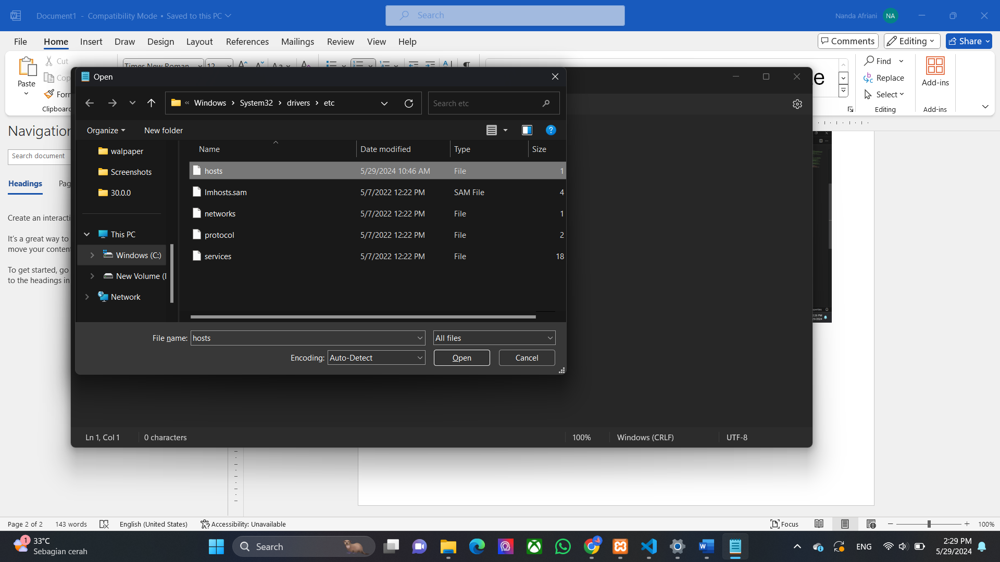 Document1 - Compatibility Mode • Saved to this PC
Search
Nanda Afriani NA
File Home Insert Draw Design Layout References Mailings Review View Help
Comments Editing Share
Paste
Cut
Clipboard
Times New Roman 12
Find
Replace
Select
Editing
Add-ins
Add-ins
Open
Windows System32 drivers etc
Search etc
Organize New folder
walpaper
Screenshots
30.0.0
This PC
Windows (C:)
New Volume (
Network
Name Date modified Type Size
hosts 5/29/2024 10:46 AM File 1
lmhosts.sam 5/7/2022 12:22 PM SAM File 4
networks 5/7/2022 12:22 PM File 1
protocol 5/7/2022 12:22 PM File 2
services 5/7/2022 12:22 PM File 18
File name: hosts All files
Encoding: Auto-Detect Open Cancel
Ln 1, Col 1 0 characters 100% Windows (CRLF) UTF-8
Navigation
Search document
Headings Pag
Create an interacti
It's a great way to
move your conten
To get started, go
to the headings in
Page 2 of 2 143 words English (United States) Accessibility: Unavailable Focus 100%
1 33°C
Sebagian cerah
Search
ENG
2:29 PM
5/29/2024